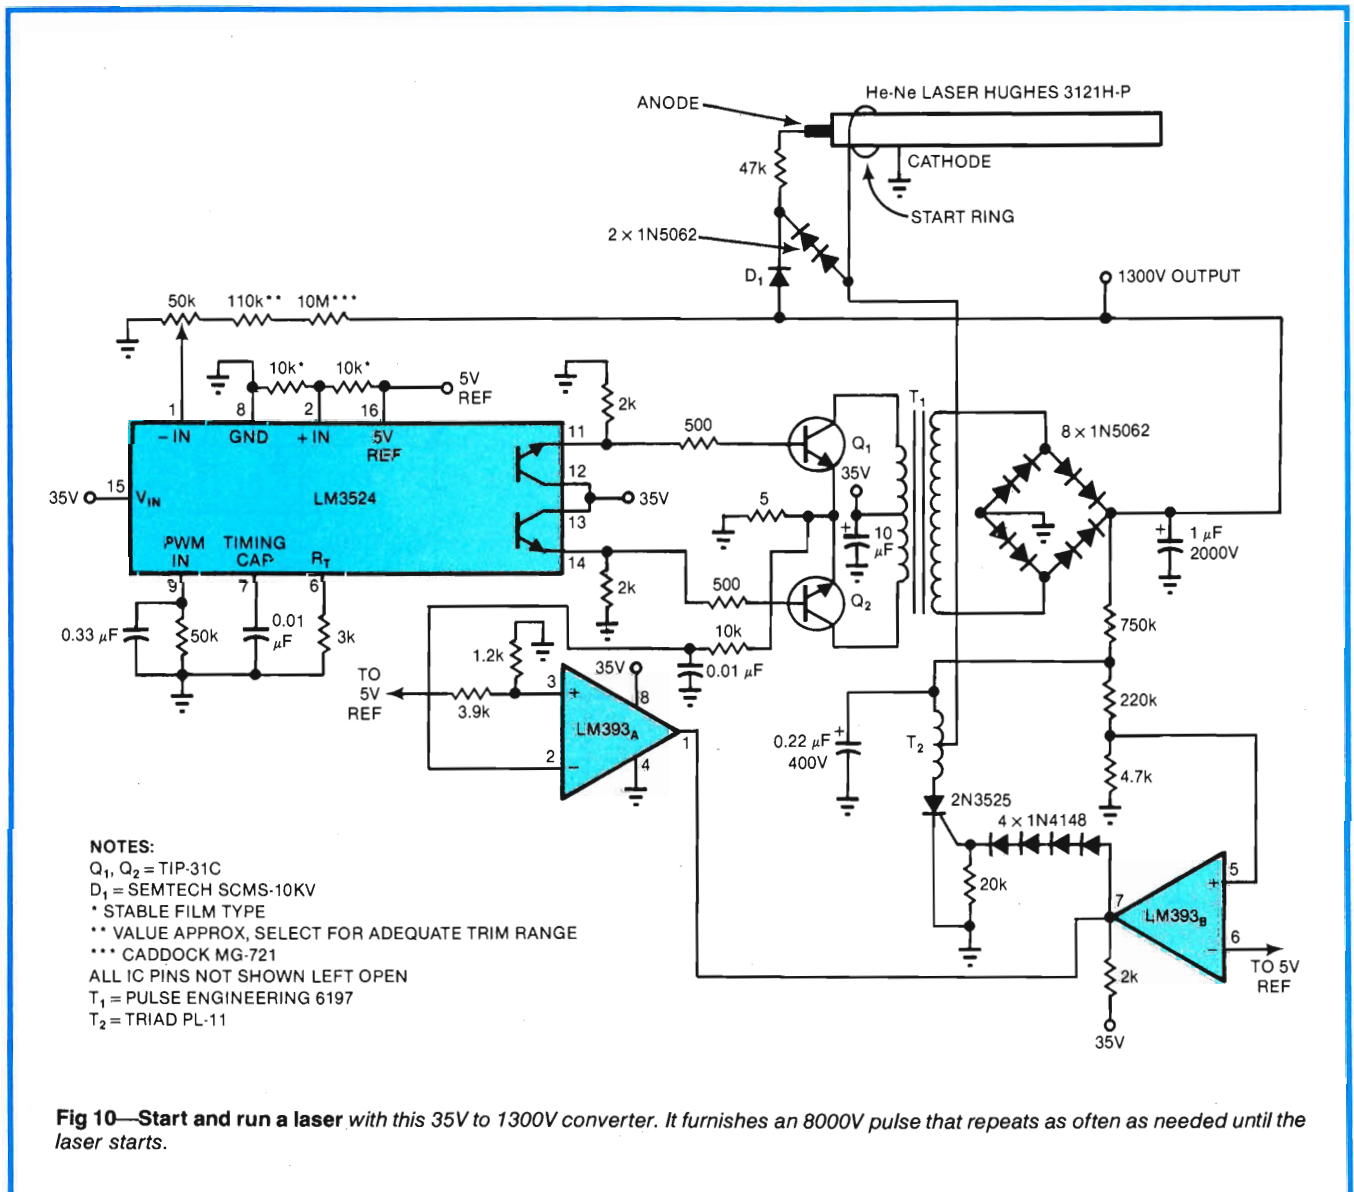 He-Ne LASER HUGHES 3121H-P
ANODE
CATHODE
47k
START RING
2 × 1N5062
D1
1300V OUTPUT
50k
110k**
10M***
10k*
10k*
5V
REF
1
8
2
16
– IN
GND
+ IN
5V
REF
2k
11
500
Q1
T1
8 × 1N5062
12
35V
35V
15
VIN
LM3524
35V
5
13
10
µF
+
1 µF
2000V
+
PWM
IN
TIMING
CAP
RT
14
9
7
6
2k
500
Q2
0.33 µF
50k
0.01
µF
3k
10k
750k
1.2k
35V
0.01 µF
TO
5V
REF
3
+
8
3.9k
220k
LM393A
1
0.22 µF
400V
+
T2
2
–
4
4.7k
2N3525
4 × 1N4148
20k
7
5
+
LM393B
6
–
2k
TO 5V
REF
35V
NOTES:
Q1, Q2 = TIP-31C
D1 = SEMTECH SCMS-10KV
* STABLE FILM TYPE
** VALUE APPROX, SELECT FOR ADEQUATE TRIM RANGE
*** CADDOCK MG-721
ALL IC PINS NOT SHOWN LEFT OPEN
T1 = PULSE ENGINEERING 6197
T2 = TRIAD PL-11
Fig 10—Start and run a laser with this 35V to 1300V converter. It furnishes an 8000V pulse that repeats as often as needed until the
laser starts.